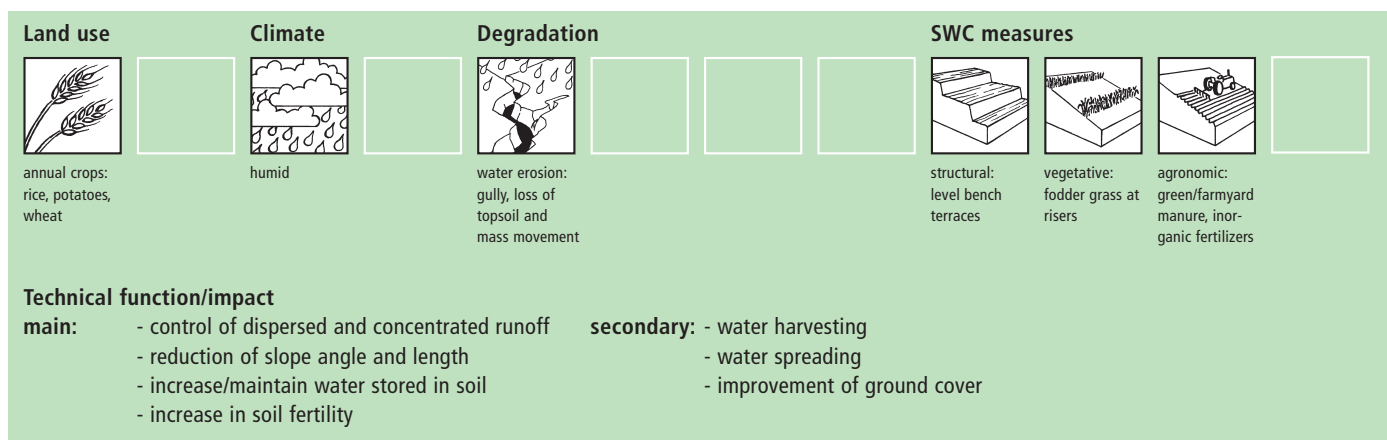 Land use
Climate
Degradation
SWC measures
annual crops:
rice, potatoes,
wheat
humid
water erosion:
gully, loss of
topsoil and
mass movement
structural:
level bench
terraces
vegetative:
fodder grass at
risers
agronomic:
green/farmyard
manure, inor-
ganic fertilizers
Technical function/impact
main:
- control of dispersed and concentrated runoff
- reduction of slope angle and length
- increase/maintain water stored in soil
- increase in soil fertility
secondary:
- water harvesting
- water spreading
- improvement of ground cover